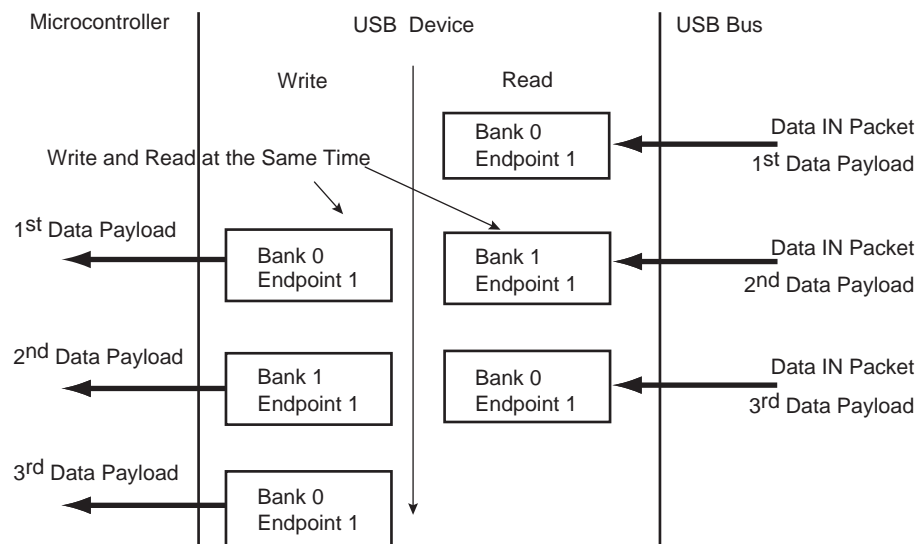 Microcontroller
USB Device
USB Bus
Write
Read
Bank 0
Endpoint 1
Data IN Packet
1st Data Payload
Write and Read at the Same Time
1st Data Payload
Bank 0
Endpoint 1
Bank 1
Endpoint 1
Data IN Packet
2nd Data Payload
2nd Data Payload
Bank 1
Endpoint 1
Bank 0
Endpoint 1
Data IN Packet
3rd Data Payload
3rd Data Payload
Bank 0
Endpoint 1